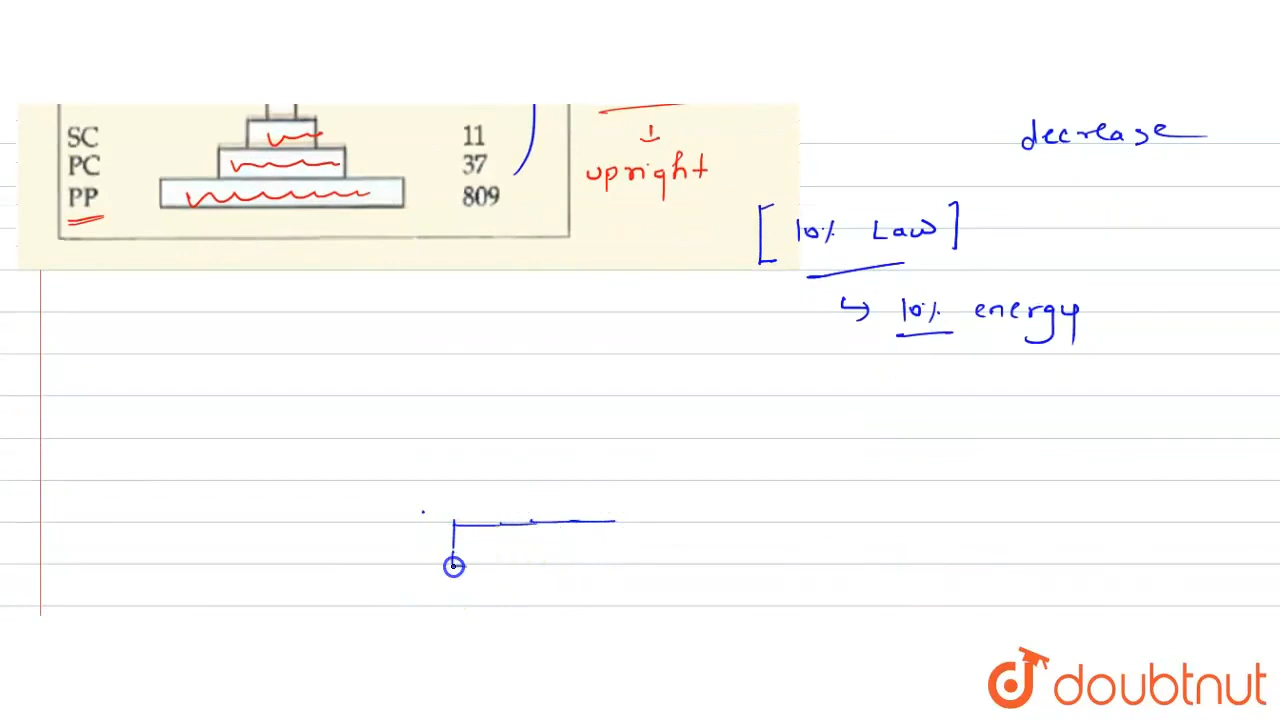 SC 11
PC 37
PP 809
upright
decrease
[10% Law]
↳ 10% energy
doubtnut